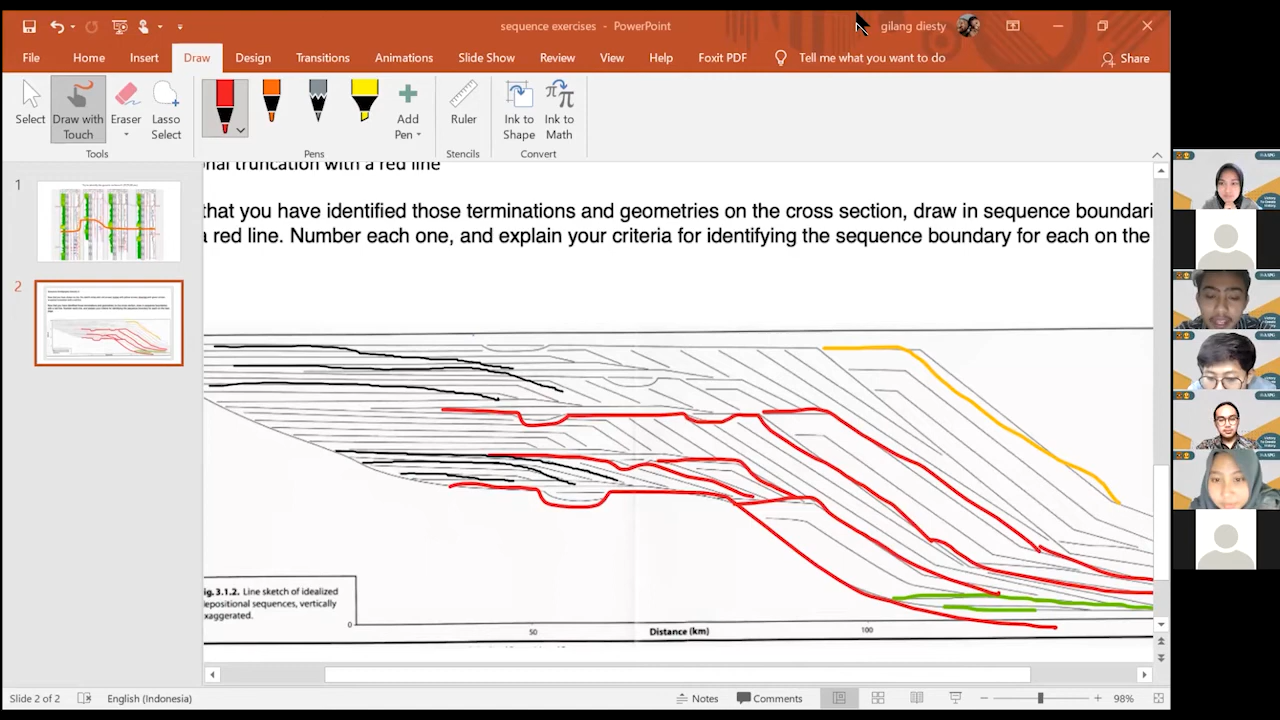 sequence exercises - PowerPoint
gilang diesty
File Home Insert Draw Design Transitions Animations Slide Show Review View Help Foxit PDF Tell me what you want to do Share
Select Draw with Touch Eraser Lasso Select Add Pen Ruler Ink to Shape Ink to Math
Tools Pens Stencils Convert
onal truncation with a red line
1
that you have identified those terminations and geometries on the cross section, draw in sequence boundari
a red line. Number each one, and explain your criteria for identifying the sequence boundary for each on the
2
ig. 3.1.2. Line sketch of idealized
epositional sequences, vertically
xaggerated.
0
50 Distance (km) 100
Slide 2 of 2 English (Indonesia) Notes Comments 98%